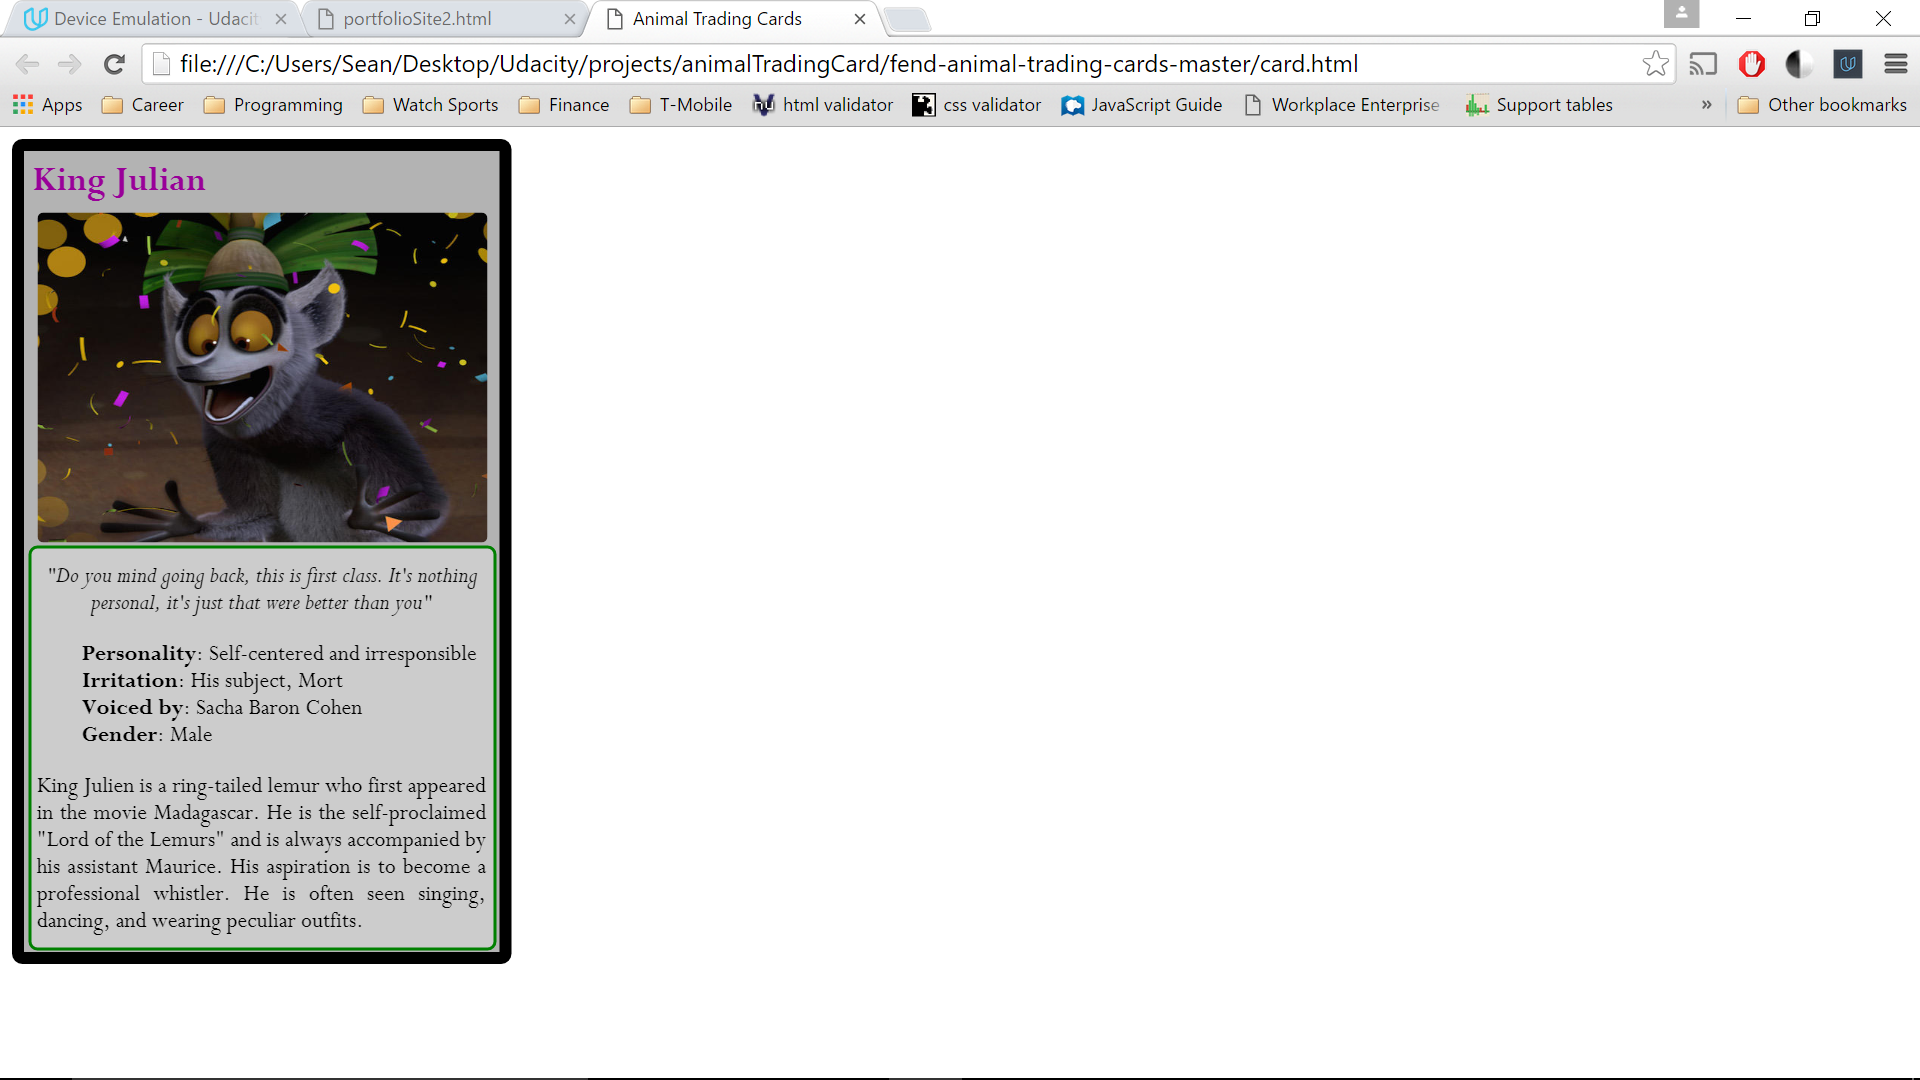 Device Emulation - Udacit
portfolioSite2.html
Animal Trading Cards
file:///C:/Users/Sean/Desktop/Udacity/projects/animalTradingCard/fend-animal-trading-cards-master/card.html
Apps Career Programming Watch Sports Finance T-Mobile html validator css validator JavaScript Guide Workplace Enterprise Support tables » Other bookmarks
King Julian
"Do you mind going back, this is first class. It's nothing
personal, it's just that were better than you"
Personality: Self-centered and irresponsible
Irritation: His subject, Mort
Voiced by: Sacha Baron Cohen
Gender: Male
King Julien is a ring-tailed lemur who first appeared
in the movie Madagascar. He is the self-proclaimed
"Lord of the Lemurs" and is always accompanied by
his assistant Maurice. His aspiration is to become a
professional whistler. He is often seen singing,
dancing, and wearing peculiar outfits.